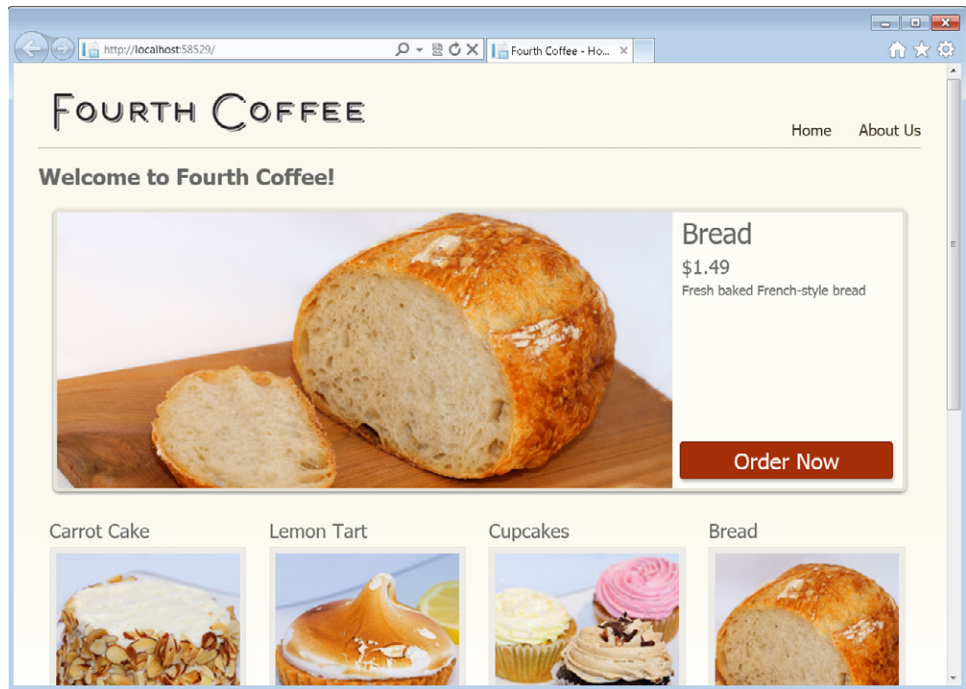 http://localhost:58529/
Fourth Coffee - Ho...
FOURTH COFFEE
Home
About Us
Welcome to Fourth Coffee!
Bread
$1.49
Fresh baked French-style bread
Order Now
Carrot Cake
Lemon Tart
Cupcakes
Bread